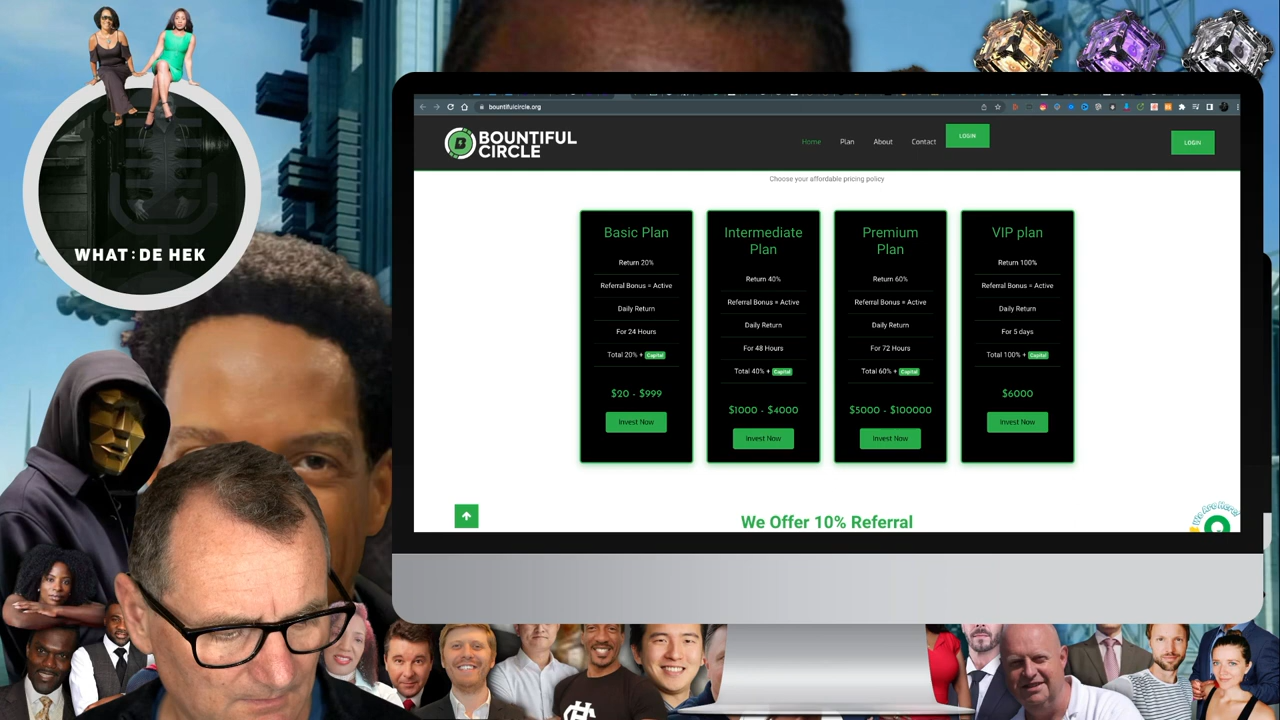 WHAT:DE HEK
bountifulcircle.org
BOUNTIFUL
CIRCLE
Home
Plan
About
Contact
LOGIN
LOGIN
Choose your affordable pricing policy
Basic Plan
Return 20%
Referral Bonus = Active
Daily Return
For 24 Hours
Total 20% + Capital
$20 - $999
Invest Now
Intermediate
Plan
Return 40%
Referral Bonus = Active
Daily Return
For 48 Hours
Total 40% + Capital
$1000 - $4000
Invest Now
Premium
Plan
Return 60%
Referral Bonus = Active
Daily Return
For 72 Hours
Total 60% + Capital
$5000 - $100000
Invest Now
VIP plan
Return 100%
Referral Bonus = Active
Daily Return
For 5 days
Total 100% + Capital
$6000
Invest Now
We Offer 10% Referral
We Are Here!